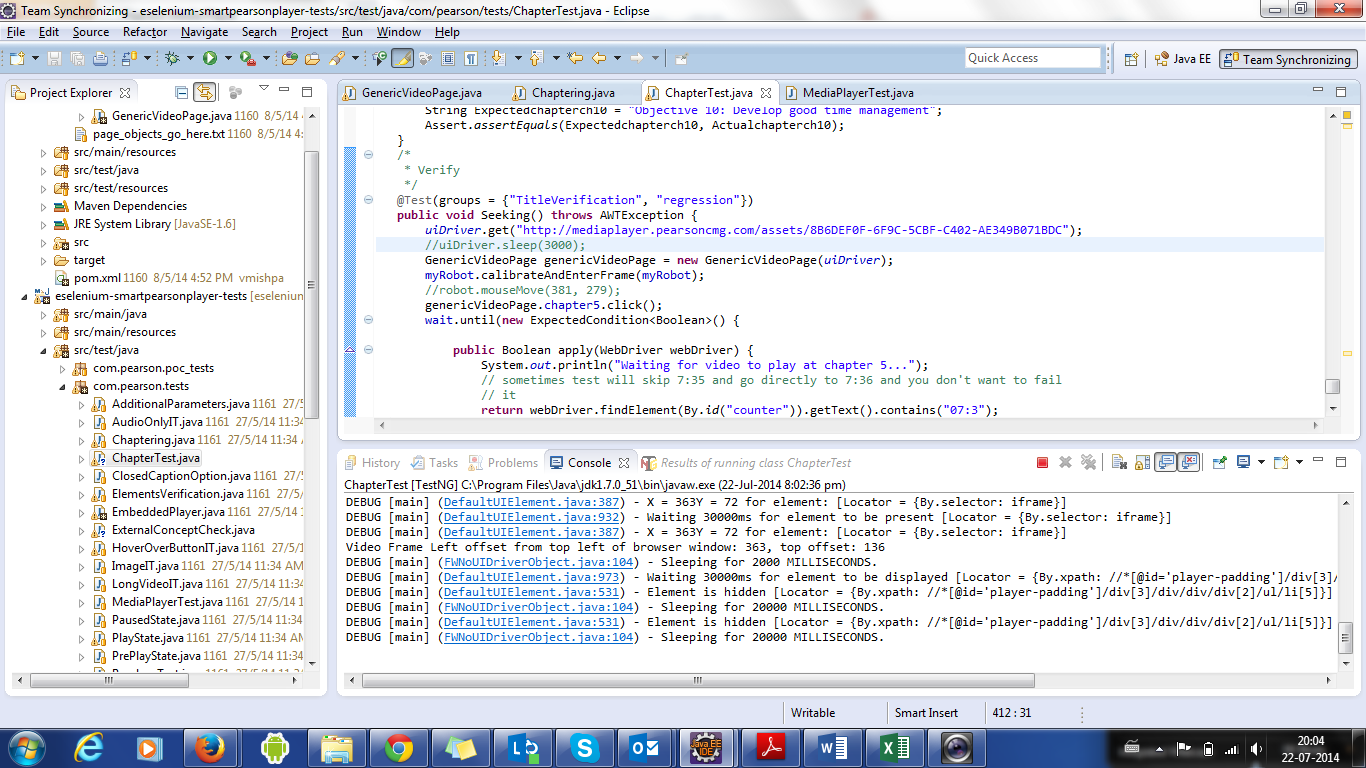 Team Synchronizing - eselenium-smartpearsonplayer-tests/src/test/java/com/pearson/tests/ChapterTest.java - Eclipse
File Edit Source Refactor Navigate Search Project Run Window Help
Quick Access
Java EE
Team Synchronizing
Project Explorer
GenericVideoPage.java 1160 8/5/14
page_objects_go_here.txt 1160 8/5/14 4:
src/main/resources
src/test/java
src/test/resources
Maven Dependencies
JRE System Library [JavaSE-1.6]
src
target
pom.xml 1160 8/5/14 4:52 PM vmishpa
eselenium-smartpearsonplayer-tests [eselenium
src/main/java
src/main/resources
src/test/java
com.pearson.poc_tests
com.pearson.tests
AdditionalParameters.java 1161 27/5
AudioOnlyIT.java 1161 27/5/14 11:34
Chaptering.java 1161 27/5/14 11:34 A
ChapterTest.java
ClosedCaptionOption.java 1161 27/5
ElementsVerification.java 1161 27/5/
EmbeddedPlayer.java 1161 27/5/14 1
ExternalConceptCheck.java
HoverOverButtonIT.java 1161 27/5/1
ImageIT.java 1161 27/5/14 11:34 AM
LongVideoIT.java 1161 27/5/14 11:34
MediaPlayerTest.java 1161 27/5/14 1
PausedState.java 1161 27/5/14 11:34
PlayState.java 1161 27/5/14 11:34 AM
PrePlayState.java 1161 27/5/14 11:34
GenericVideoPage.java
Chaptering.java
ChapterTest.java
MediaPlayerTest.java
String Expectedchapterch10 = "Objective 10: Develop good time management";
Assert.assertEquals(Expectedchapterch10, Actualchapterch10);
}
/*
* Verify
*/
@Test(groups = {"TitleVerification", "regression"})
public void Seeking() throws AWTException {
uiDriver.get("http://mediaplayer.pearsoncmg.com/assets/8B6DEF0F-6F9C-5CBF-C402-AE349B071BDC");
//uiDriver.sleep(3000);
GenericVideoPage genericVideoPage = new GenericVideoPage(uiDriver);
myRobot.calibrateAndEnterFrame(myRobot);
//robot.mouseMove(381, 279);
genericVideoPage.chapter5.click();
wait.until(new ExpectedCondition<Boolean>() {
public Boolean apply(WebDriver webDriver) {
System.out.println("Waiting for video to play at chapter 5...");
// sometimes test will skip 7:35 and go directly to 7:36 and you don't want to fail
// it
return webDriver.findElement(By.id("counter")).getText().contains("07:3");
History
Tasks
Problems
Console
Results of running class ChapterTest
ChapterTest [TestNG] C:\Program Files\Java\jdk1.7.0_51\bin\javaw.exe (22-Jul-2014 8:02:36 pm)
DEBUG [main] (DefaultUIElement.java:387) - X = 363Y = 72 for element: [Locator = {By.selector: iframe}]
DEBUG [main] (DefaultUIElement.java:932) - Waiting 30000ms for element to be present [Locator = {By.selector: iframe}]
DEBUG [main] (DefaultUIElement.java:387) - X = 363Y = 72 for element: [Locator = {By.selector: iframe}]
Video Frame Left offset from top left of browser window: 363, top offset: 136
DEBUG [main] (FWNoUIDriverObject.java:104) - Sleeping for 2000 MILLISECONDS.
DEBUG [main] (DefaultUIElement.java:973) - Waiting 30000ms for element to be displayed [Locator = {By.xpath: //*[@id='player-padding']/div[3]/
DEBUG [main] (DefaultUIElement.java:531) - Element is hidden [Locator = {By.xpath: //*[@id='player-padding']/div[3]/div/div/div[2]/ul/li[5]}]
DEBUG [main] (FWNoUIDriverObject.java:104) - Sleeping for 20000 MILLISECONDS.
DEBUG [main] (DefaultUIElement.java:531) - Element is hidden [Locator = {By.xpath: //*[@id='player-padding']/div[3]/div/div/div[2]/ul/li[5]}]
DEBUG [main] (FWNoUIDriverObject.java:104) - Sleeping for 20000 MILLISECONDS.
Writable
Smart Insert
412 : 31
Java EE
IDE
20:04
22-07-2014